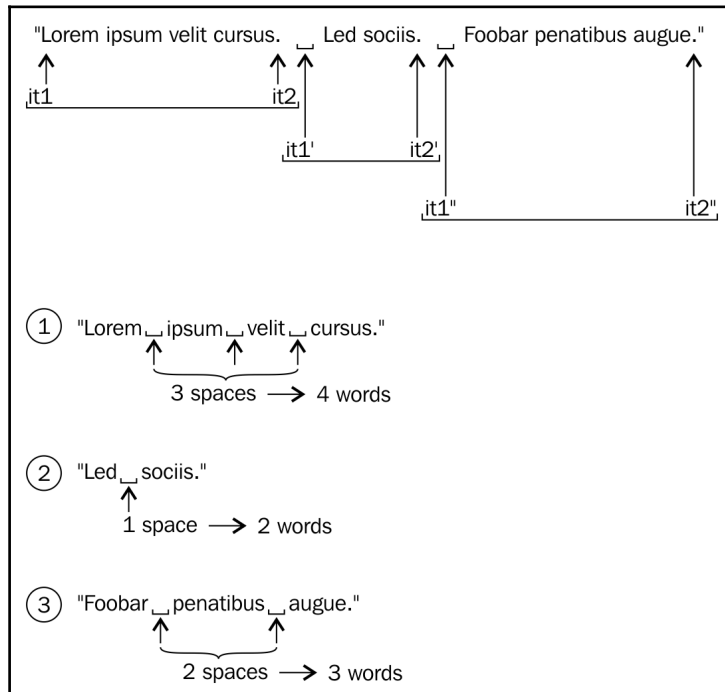 "Lorem ipsum velit cursus. ␣ Led sociis. ␣ Foobar penatibus augue."
it1 it2
it1' it2'
it1" it2"
1 "Lorem ␣ ipsum ␣ velit ␣ cursus."
3 spaces → 4 words
2 "Led ␣ sociis."
1 space → 2 words
3 "Foobar ␣ penatibus ␣ augue."
2 spaces → 3 words